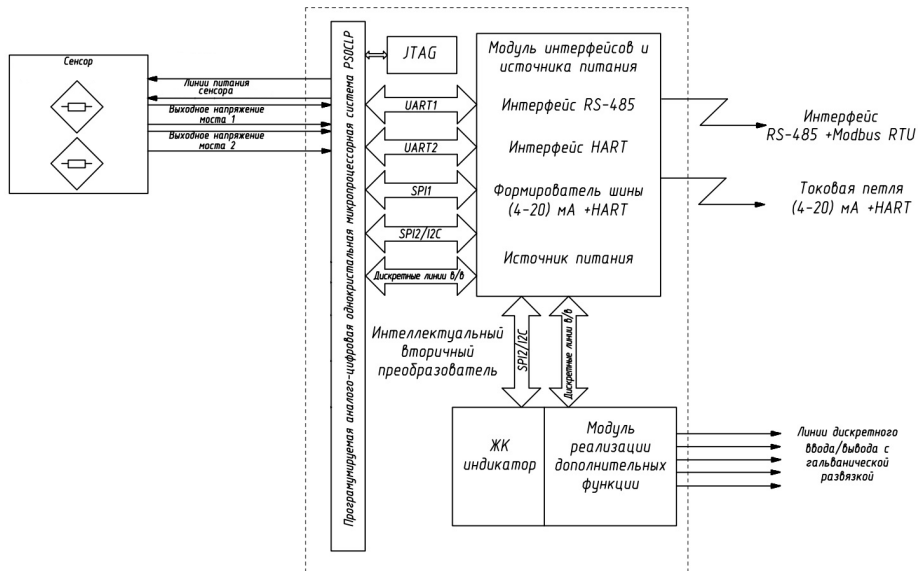 Сенсор
Линии питания
сенсора
Выходное напряжение
моста 1
Выходное напряжение
моста 2
Програмируемая аналого-цифровая однокристальная микропроцессорная система PSOCLP
JTAG
UART1
UART2
SPI1
SPI2/I2C
Дискретные линии в/в
Модуль интерфейсов и
источника питания
Интерфейс RS-485
Интерфейс HART
Формирователь шины
(4-20) мА +HART
Источник питания
Интерфейс
RS-485 +Modbus RTU
Токовая петля
(4-20) мА +HART
Интеллектуальный
вторичный
преобразователь
SPI2/I2C
Дискретные линии в/в
ЖК
индикатор
Модуль
реализации
дополнительных
функции
Линии дискретного
ввода/вывода с
гальванической
развязкой